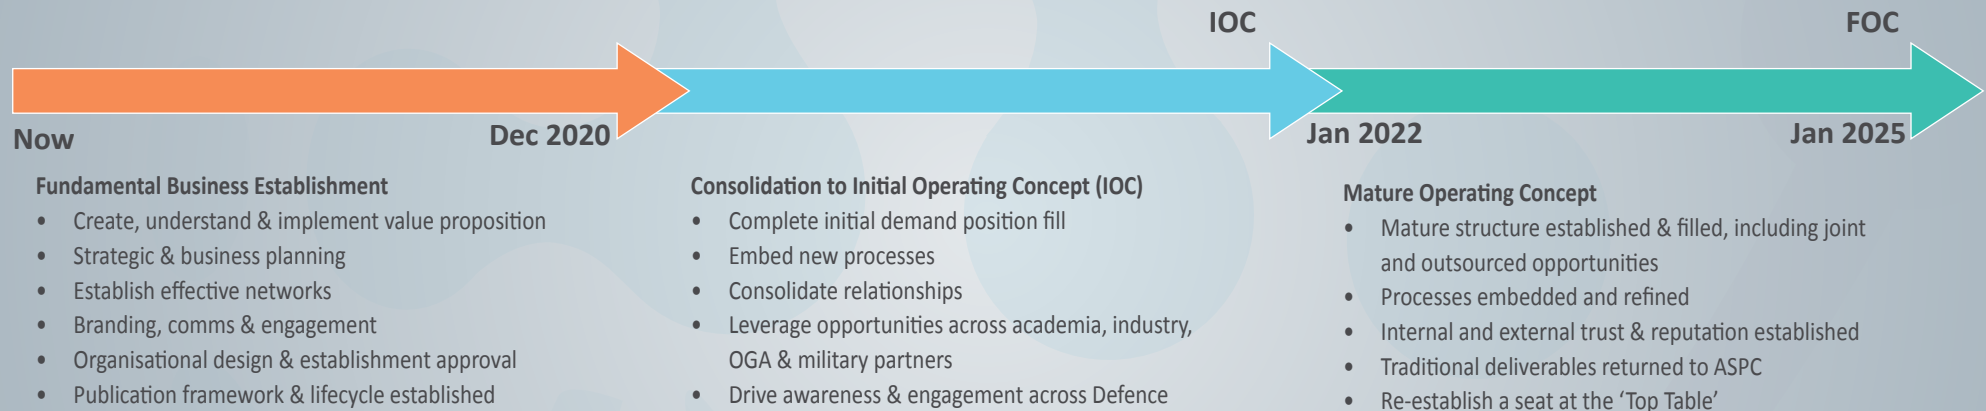 IOC
FOC
Now
Dec 2020
Jan 2022
Jan 2025
Fundamental Business Establishment
• Create, understand & implement value proposition
• Strategic & business planning
• Establish effective networks
• Branding, comms & engagement
• Organisational design & establishment approval
• Publication framework & lifecycle established
Consolidation to Initial Operating Concept (IOC)
• Complete initial demand position fill
• Embed new processes
• Consolidate relationships
• Leverage opportunities across academia, industry,
OGA & military partners
• Drive awareness & engagement across Defence
Mature Operating Concept
• Mature structure established & filled, including joint
and outsourced opportunities
• Processes embedded and refined
• Internal and external trust & reputation established
• Traditional deliverables returned to ASPC
• Re-establish a seat at the ‘Top Table’